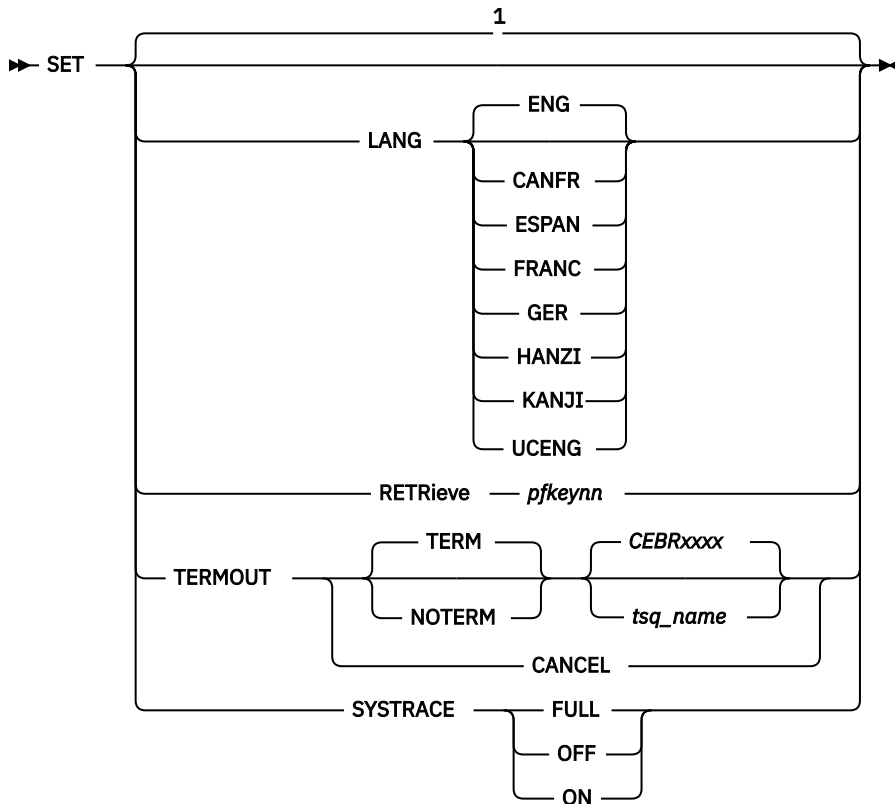 1
SET
ENG
LANG
CANFR
ESPAN
FRANC
GER
HANZI
KANJI
UCENG
RETRieve pfkeynn
TERM CEBRxxxx
TERMOUT
NOTERM tsq_name
CANCEL
SYSTRACE FULL
OFF
ON